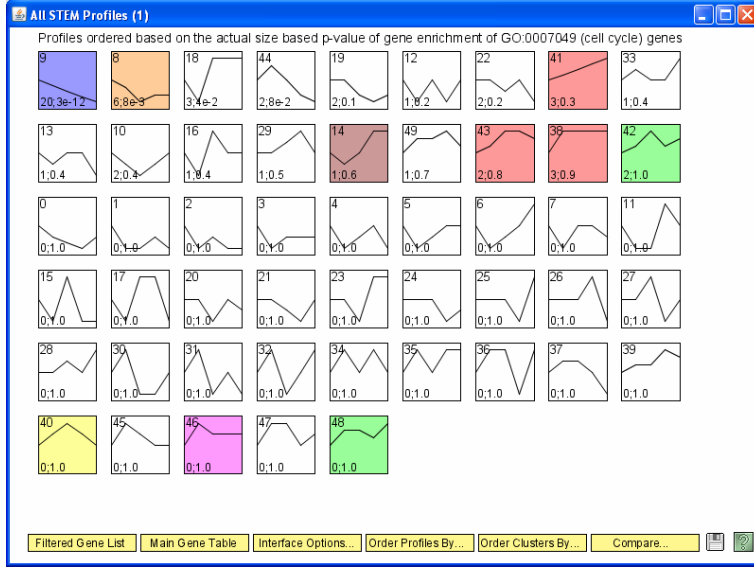 All STEM Profiles (1)
Profiles ordered based on the actual size based p-value of gene enrichment of GO:0007049 (cell cycle) genes
9 8 18 44 19 12 22 41 33
20;3e-12 6;8e-3 3;4e-2 2;8e-2 2;0.1 1;0.2 2;0.2 3;0.3 1;0.4
13 10 16 29 14 49 43 38 42
1;0.4 2;0.4 1;0.4 1;0.5 1;0.6 1;0.7 2;0.8 3;0.9 2;1.0
0 1 2 3 4 5 6 7 11
0;1.0 0;1.0 0;1.0 0;1.0 0;1.0 0;1.0 0;1.0 0;1.0 0;1.0
15 17 20 21 23 24 25 26 27
0;1.0 0;1.0 0;1.0 0;1.0 0;1.0 0;1.0 0;1.0 0;1.0 0;1.0
28 30 31 32 34 35 36 37 39
0;1.0 0;1.0 0;1.0 0;1.0 0;1.0 0;1.0 0;1.0 0;1.0 0;1.0
40 45 46 47 48
0;1.0 0;1.0 0;1.0 0;1.0 0;1.0
Filtered Gene List Main Gene Table Interface Options... Order Profiles By... Order Clusters By... Compare... ?